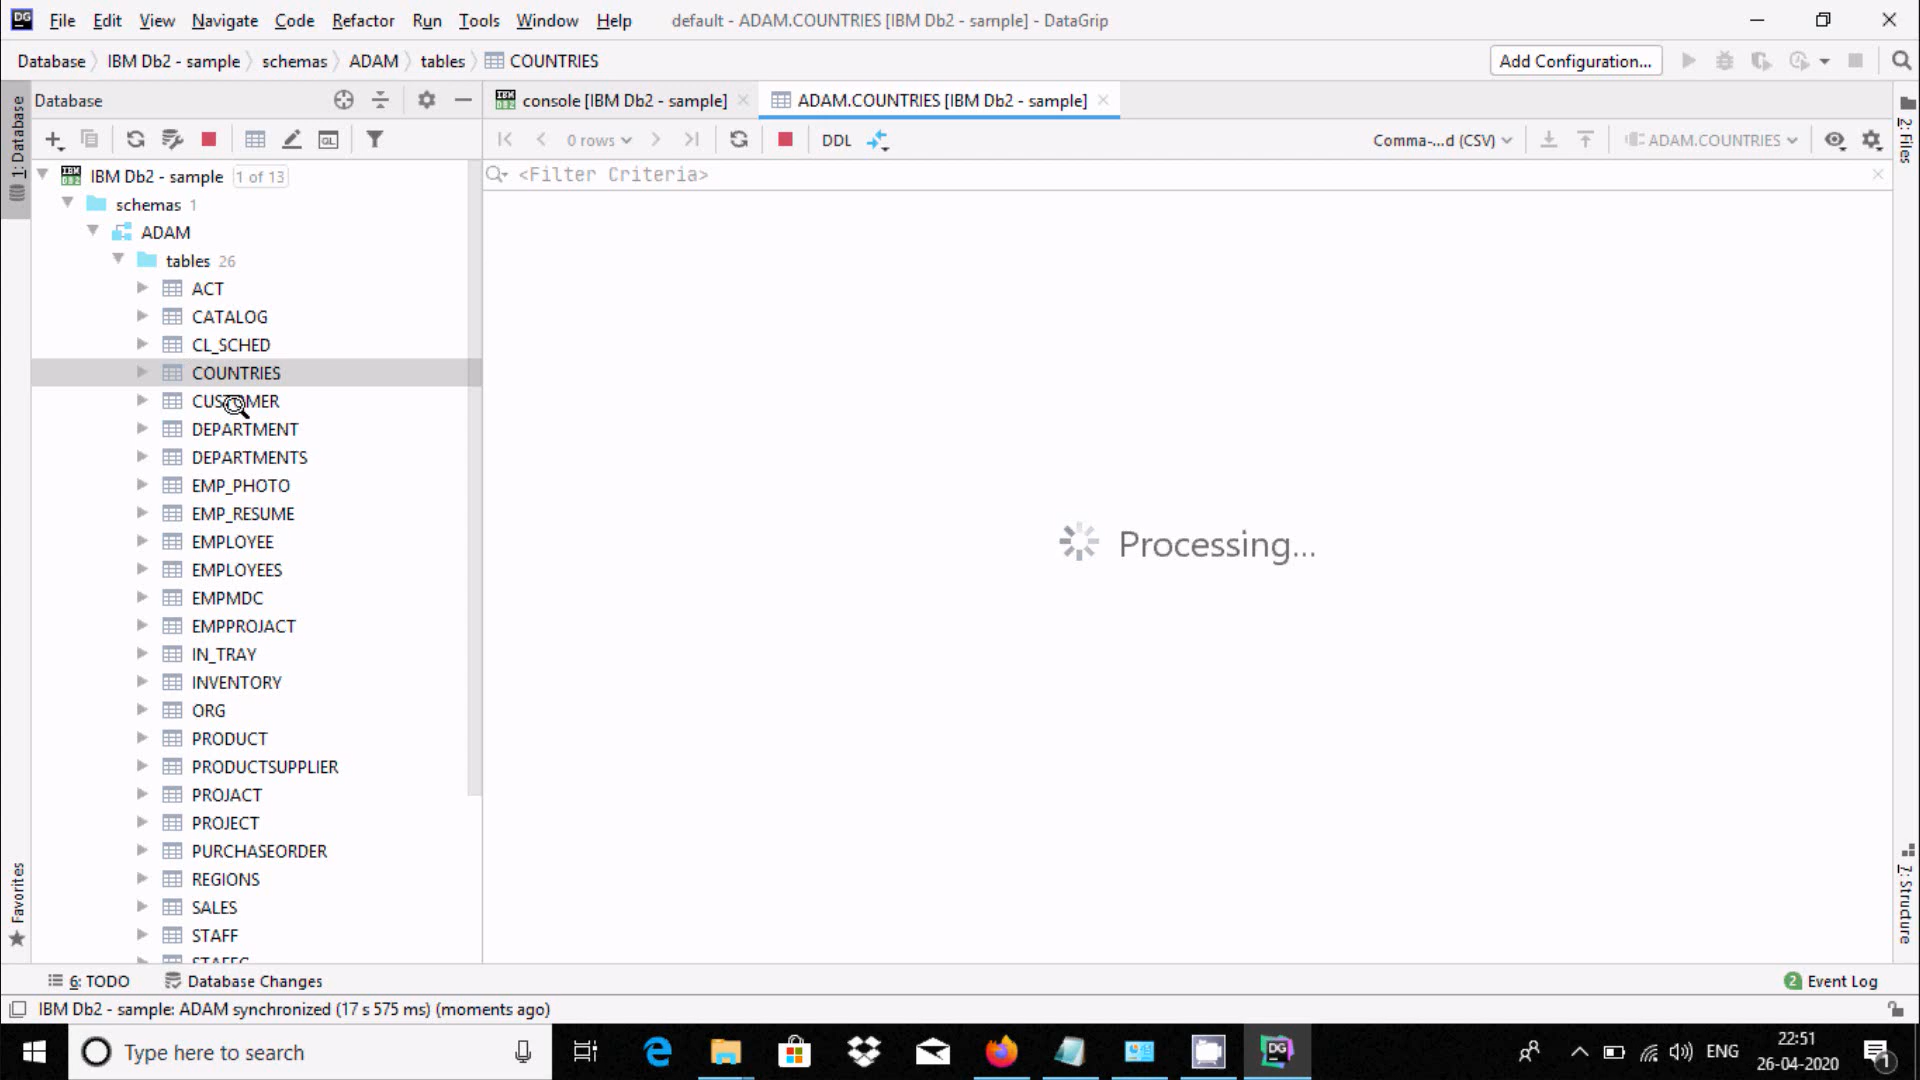 DG File Edit View Navigate Code Refactor Run Tools Window Help default - ADAM.COUNTRIES [IBM Db2 - sample] - DataGrip
Database IBM Db2 - sample schemas ADAM tables COUNTRIES Add Configuration...
1: Database
Database
console [IBM Db2 - sample]
ADAM.COUNTRIES [IBM Db2 - sample]
2: Files
QL
0 rows DDL Comma-...d (CSV) ADAM.COUNTRIES
<Filter Criteria>
IBM Db2 - sample 1 of 13
schemas 1
ADAM
tables 26
ACT
CATALOG
CL_SCHED
COUNTRIES
CUSTOMER
DEPARTMENT
DEPARTMENTS
EMP_PHOTO
EMP_RESUME
EMPLOYEE
EMPLOYEES
EMPMDC
EMPPROJACT
IN_TRAY
INVENTORY
ORG
PRODUCT
PRODUCTSUPPLIER
PROJACT
PROJECT
PURCHASEORDER
REGIONS
SALES
STAFF
Processing...
Favorites
7: Structure
6: TODO Database Changes 2 Event Log
IBM Db2 - sample: ADAM synchronized (17 s 575 ms) (moments ago)
Type here to search
DG
ENG
22:51
26-04-2020
1